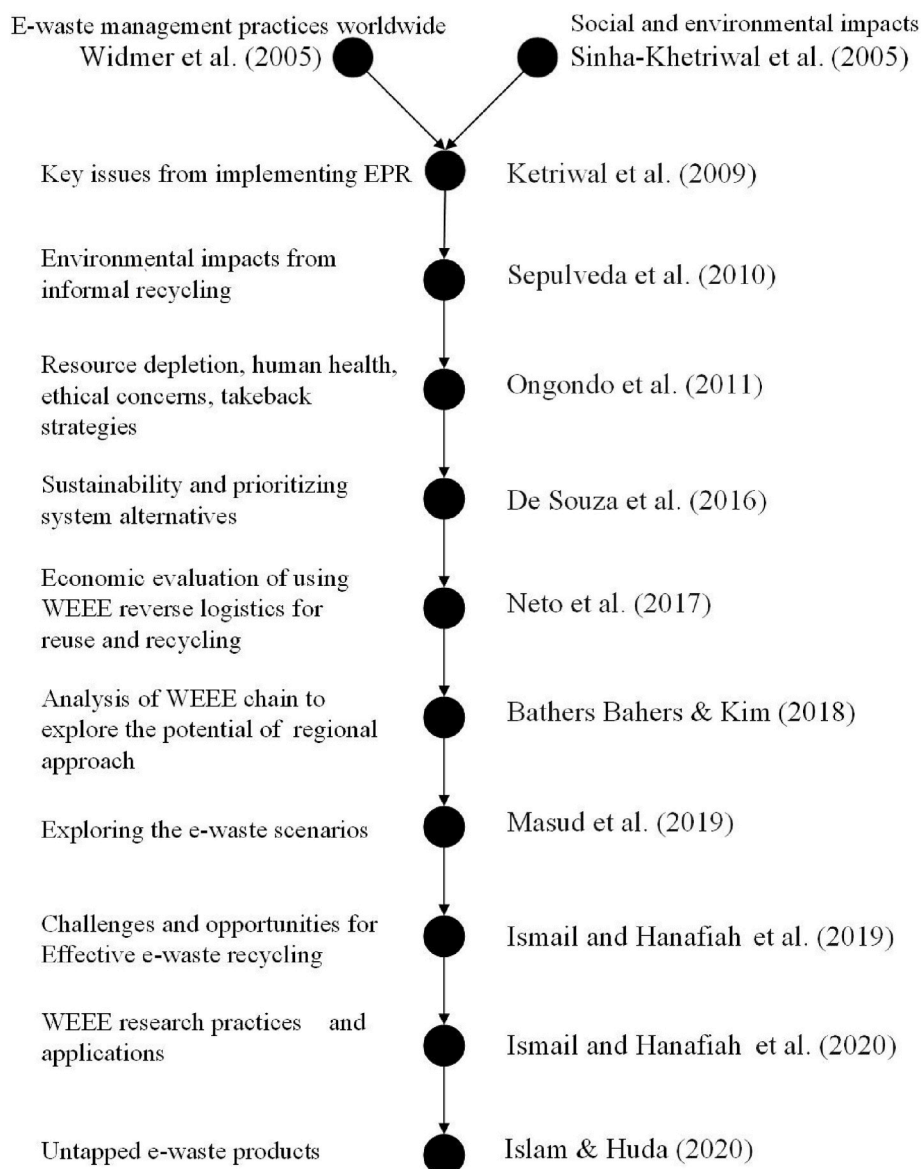 E-waste management practices worldwide
Widmer et al. (2005)
Social and environmental impacts
Sinha-Khetriwal et al. (2005)
Key issues from implementing EPR
Ketriwal et al. (2009)
Environmental impacts from
informal recycling
Sepulveda et al. (2010)
Resource depletion, human health,
ethical concerns, takeback
strategies
Ongondo et al. (2011)
Sustainability and prioritizing
system alternatives
De Souza et al. (2016)
Economic evaluation of using
WEEE reverse logistics for
reuse and recycling
Neto et al. (2017)
Analysis of WEEE chain to
explore the potential of regional
approach
Bathers Bahers & Kim (2018)
Exploring the e-waste scenarios
Masud et al. (2019)
Challenges and opportunities for
Effective e-waste recycling
Ismail and Hanafiah et al. (2019)
WEEE research practices and
applications
Ismail and Hanafiah et al. (2020)
Untapped e-waste products
Islam & Huda (2020)